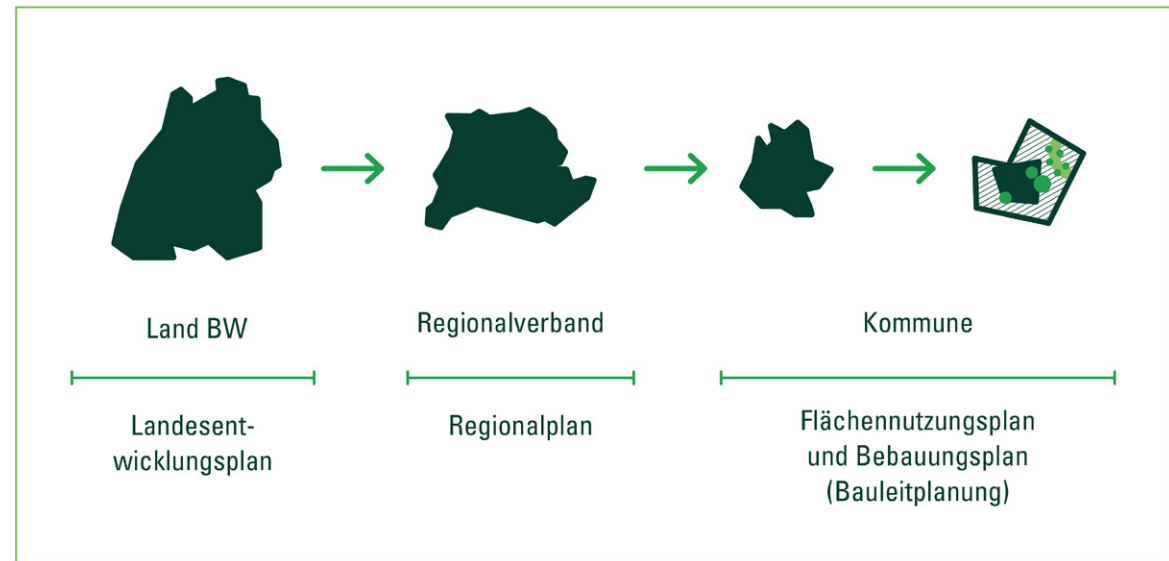 Land BW
Regionalverband
Kommune
Landesent-
wicklungsplan
Regionalplan
Flächennutzungsplan
und Bebauungsplan
(Bauleitplanung)